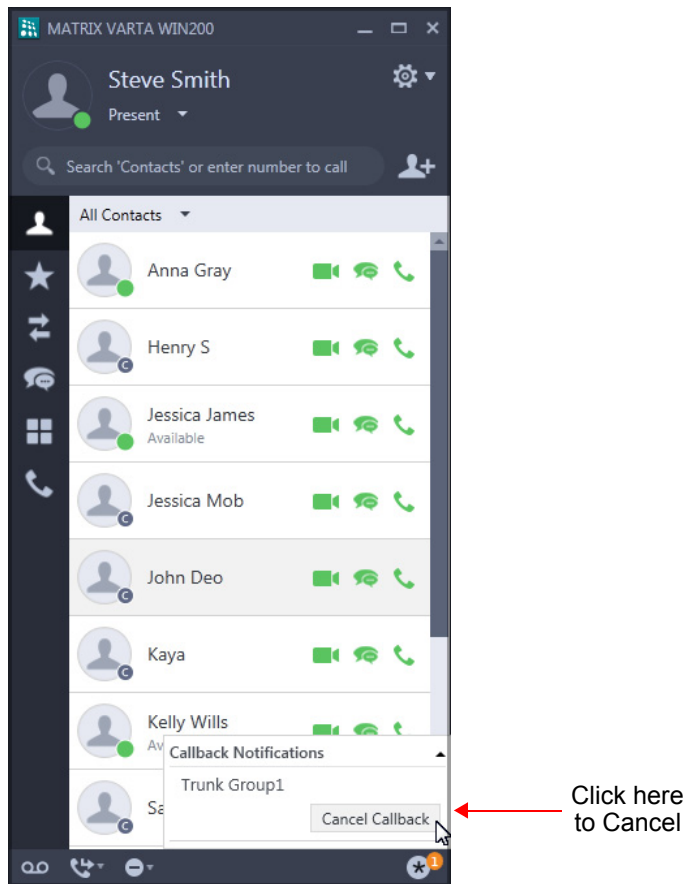 MATRIX VARTA WIN200
Steve Smith
Present
Search 'Contacts' or enter number to call
All Contacts
Anna Gray
Henry S
C
Jessica James
Available
Jessica Mob
C
John Deo
C
Kaya
C
Kelly Wills
Av
Callback Notifications
Trunk Group1
Sa
C
Cancel Callback
Click here
to Cancel
1